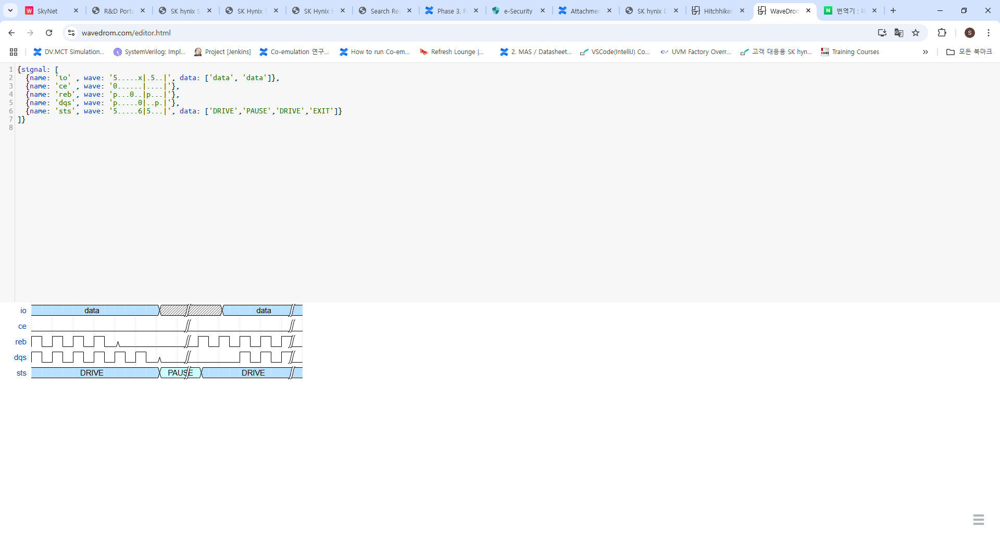 SkyNet
R&D Porta
SK hynix S
SK Hynix T
SK Hynix H
Search Res
Phase 3. Fi
e-Security
Attachmen
SK hynix D
Hitchhiker
WaveDrom
번역기 : 네
wavedrom.com/editor.html
S
DV.MCT Simulation...
SystemVerilog: Impl...
Project [Jenkins]
Co-emulation 연구...
How to run Co-em...
Refresh Lounge |...
2. MAS / Datasheet...
VSCode(IntelliJ) Co...
UVM Factory Overr...
고객 대응용 SK hyn...
Training Courses
모든 북마크
1 {signal: [
2 {name: 'io' , wave: '5.....x|.5..|', data: ['data', 'data']},
3 {name: 'ce' , wave: '0......|....|'},
4 {name: 'reb', wave: 'p...0..|p...|'},
5 {name: 'dqs', wave: 'p.....0|..p.|'},
6 {name: 'sts', wave: '5.....6|5...|', data: ['DRIVE','PAUSE','DRIVE','EXIT']}
7 ]}
8
io data data
ce
reb
dqs
sts DRIVE PAUSE DRIVE